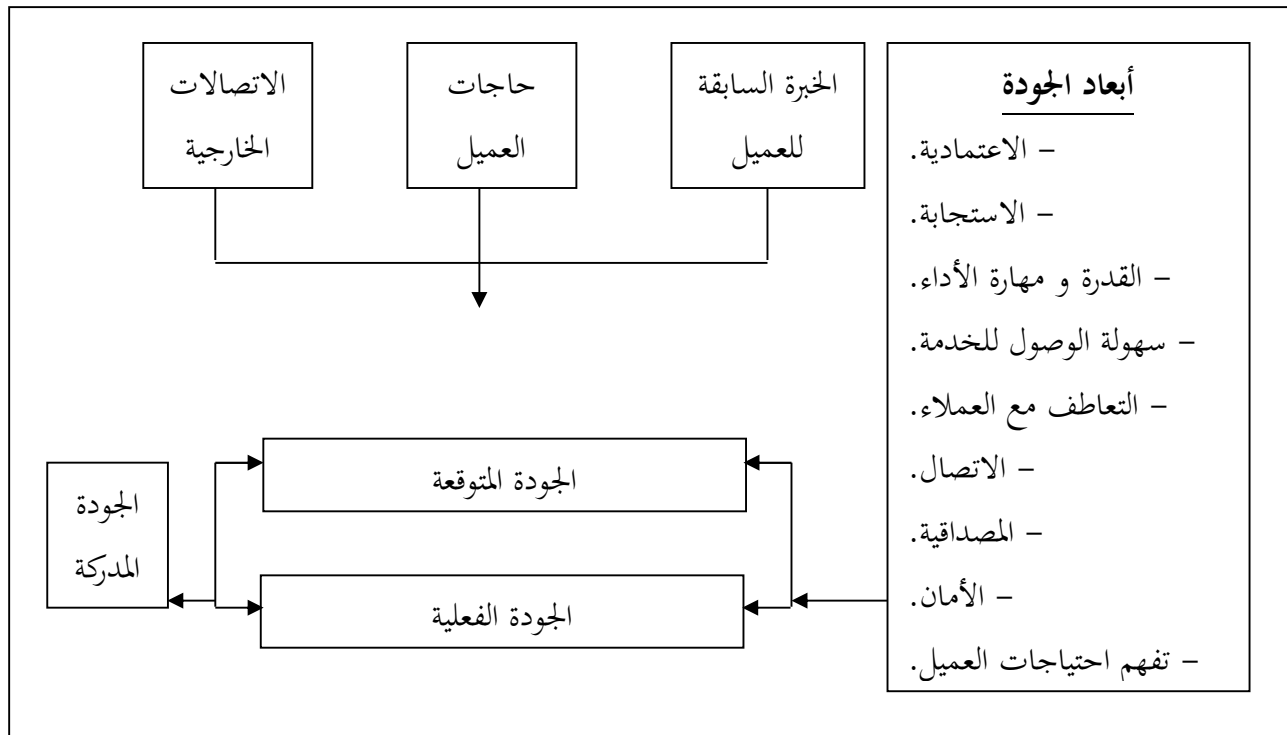 أبعاد الجودة
– الاعتمادية.
– الاستجابة.
– القدرة و مهارة الأداء.
– سهولة الوصول للخدمة.
– التعاطف مع العملاء.
– الاتصال.
– المصداقية.
– الأمان.
– تفهم احتياجات العميل.
الخبرة السابقة
للعميل
حاجات
العميل
الاتصالات
الخارجية
الجودة المتوقعة
الجودة الفعلية
الجودة
المدركة